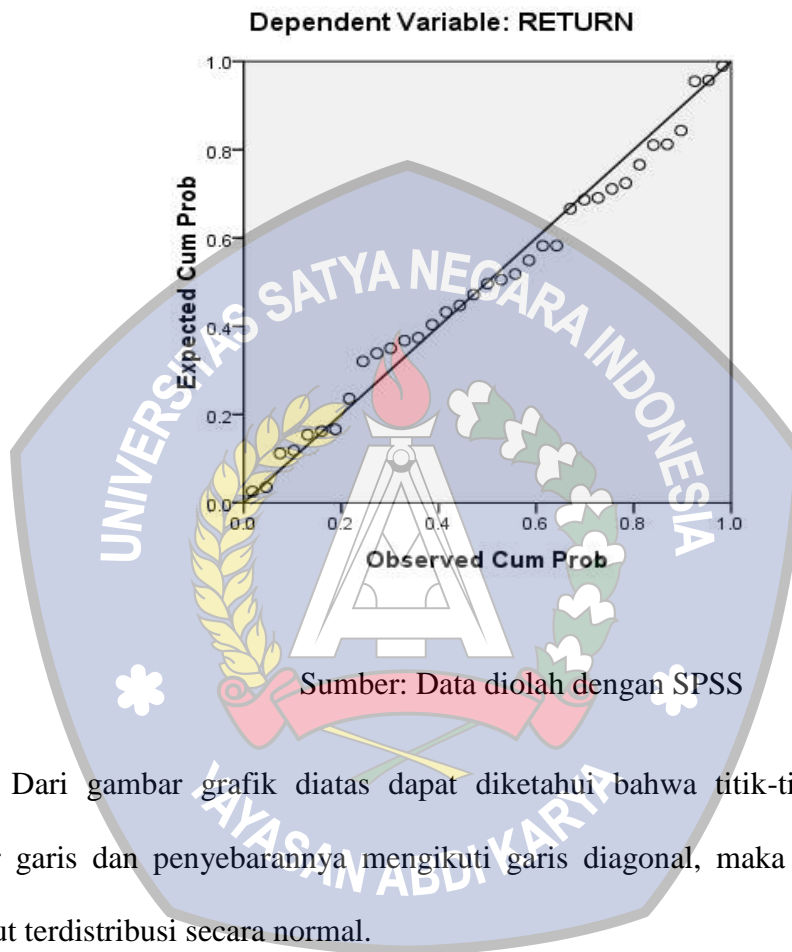 Dependent Variable: RETURN
1.0
0.8
0.6
0.4
0.2
0.0
Expected Cum Prob
0.0 0.2 0.4 0.6 0.8 1.0
Observed Cum Prob
UNIVERSITAS SATYA NEGARA INDONESIA
YAYASAN ABDI KARYA
Sumber: Data diolah dengan SPSS
Dari gambar grafik diatas dapat diketahui bahwa
garis dan penyebarannya mengikuti garis diagonal, maka
terdistribusi secara normal.